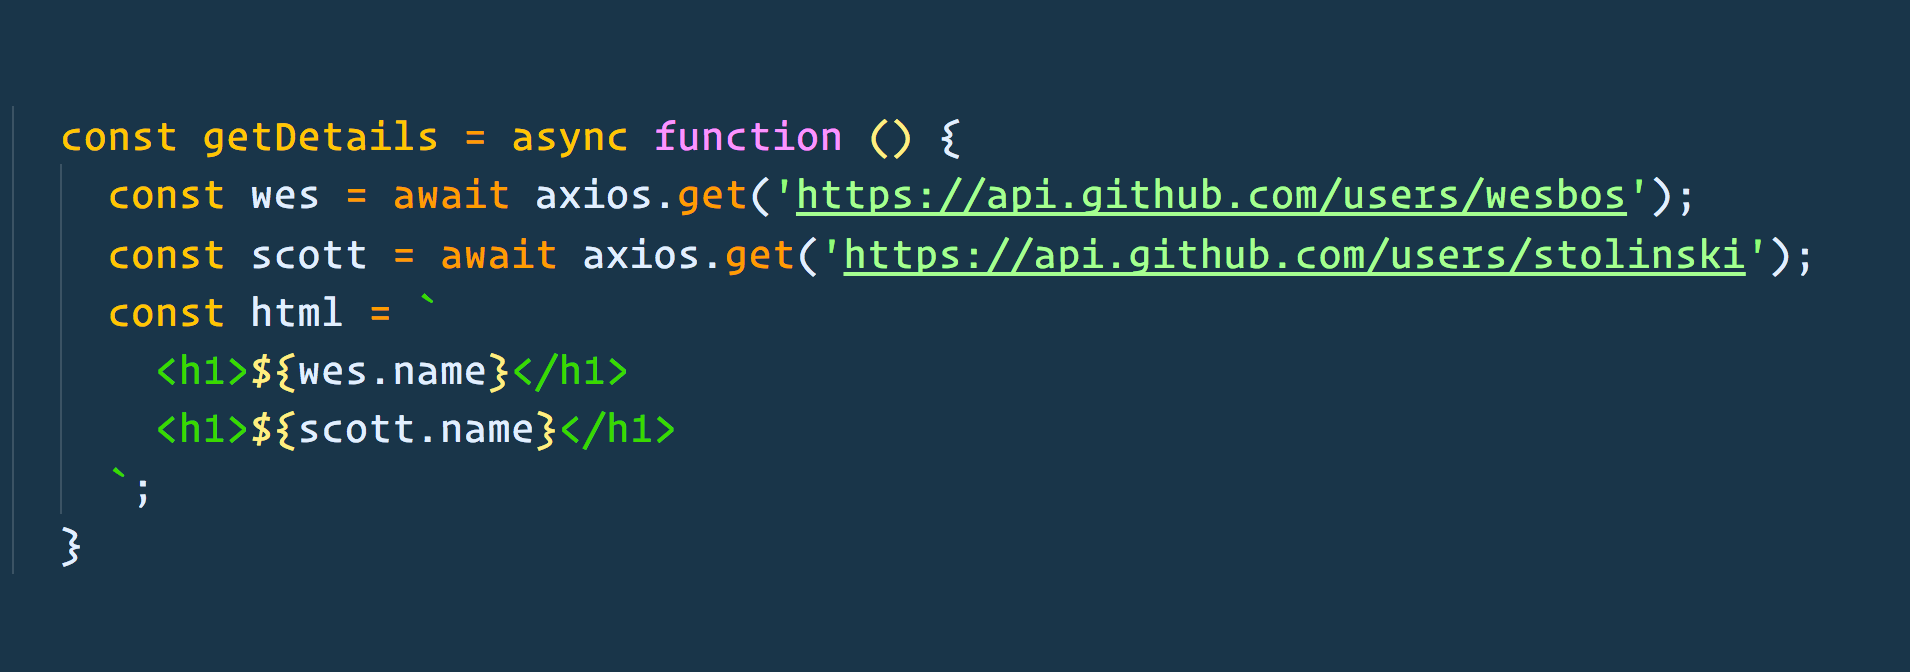 const getDetails = async function () {
  const wes = await axios.get('https://api.github.com/users/wesbos');
  const scott = await axios.get('https://api.github.com/users/stolinski');
  const html = `
    <h1>${wes.name}</h1>
    <h1>${scott.name}</h1>
  `;
}